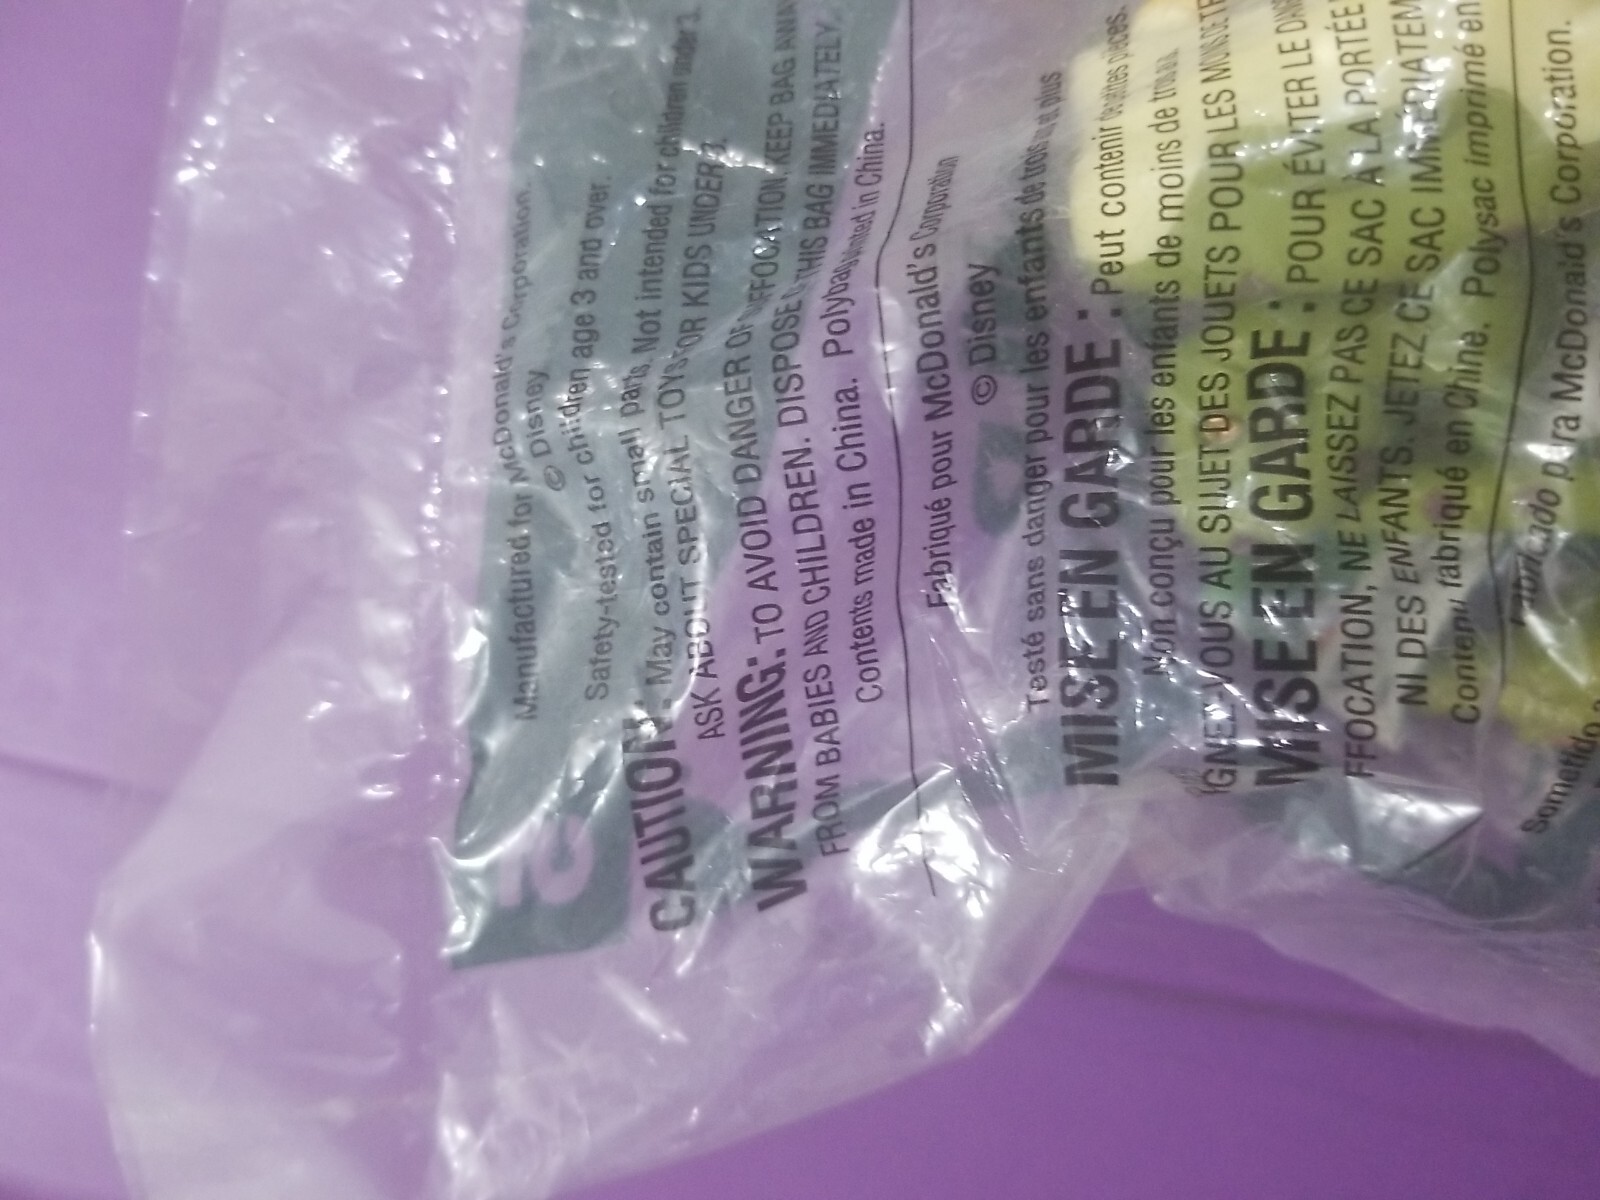 Manufactured for McDonald's Corporation.
© Disney
Safety-tested for children age 3 and over.
CAUTION: May contain small parts. Not intended for children under 3.
ASK ABOUT SPECIAL TOYS FOR KIDS UNDER 3.
WARNING: TO AVOID DANGER OF SUFFOCATION, KEEP BAG AWAY
FROM BABIES AND CHILDREN. DISPOSE THIS BAG IMMEDIATELY.
Contents made in China. Polybag printed in China.
Fabriqué pour McDonald's Corporation
© Disney
Testé sans danger pour les enfants de trois et plus
MISE EN GARDE : Peut contenir de petites pièces.
Non conçu pour les enfants de moins de trois
IGNEZ-VOUS AU SUJET DES JOUETS POUR LES MOINS DE TR
MISE EN GARDE : POUR ÉVITER LE DAN
FFOCATION, NE LAISSEZ PAS CE SAC À LA PORTÉE
NI DES ENFANTS. JETEZ CE SAC IMMÉDIATEM
Contenu fabriqué en Chine. Polysac imprimé en
Fabricado para McDonald's Corporation.
Sometido a